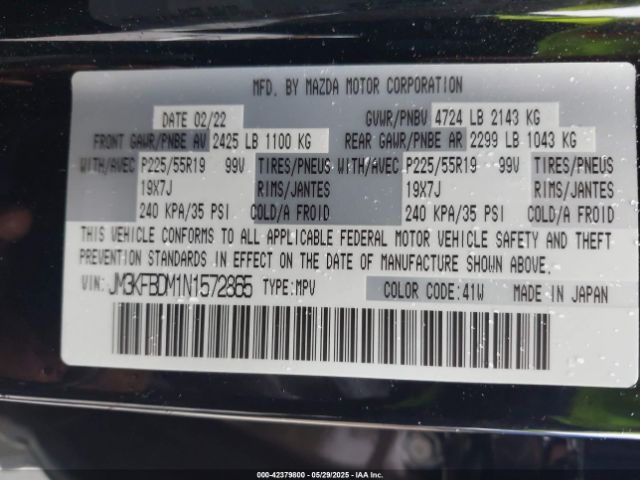 MFD. BY MAZDA MOTOR CORPORATION
DATE 02/22 GVWR/PNBV 4724 LB 2143 KG
FRONT GAWR/PNBE AV 2425 LB 1100 KG REAR GAWR/PNBE AR 2299 LB 1043 KG
WITH/AVEC P225/55R19 99V TIRES/PNEUS WITH/AVEC P225/55R19 99V TIRES/PNEUS
19X7J RIMS/JANTES 19X7J RIMS/JANTES
240 KPA/35 PSI COLD/A FROID 240 KPA/35 PSI COLD/A FROID
THIS VEHICLE CONFORMS TO ALL APPLICABLE FEDERAL MOTOR VEHICLE SAFETY AND THEFT
PREVENTION STANDARDS IN EFFECT ON THE DATE OF MANUFACTURE SHOWN ABOVE.
VIN: JM3KFBDM1N1572865 TYPE:MPV COLOR CODE:41W MADE IN JAPAN
000-42379800 - 05/29/2025 - IAA Inc.